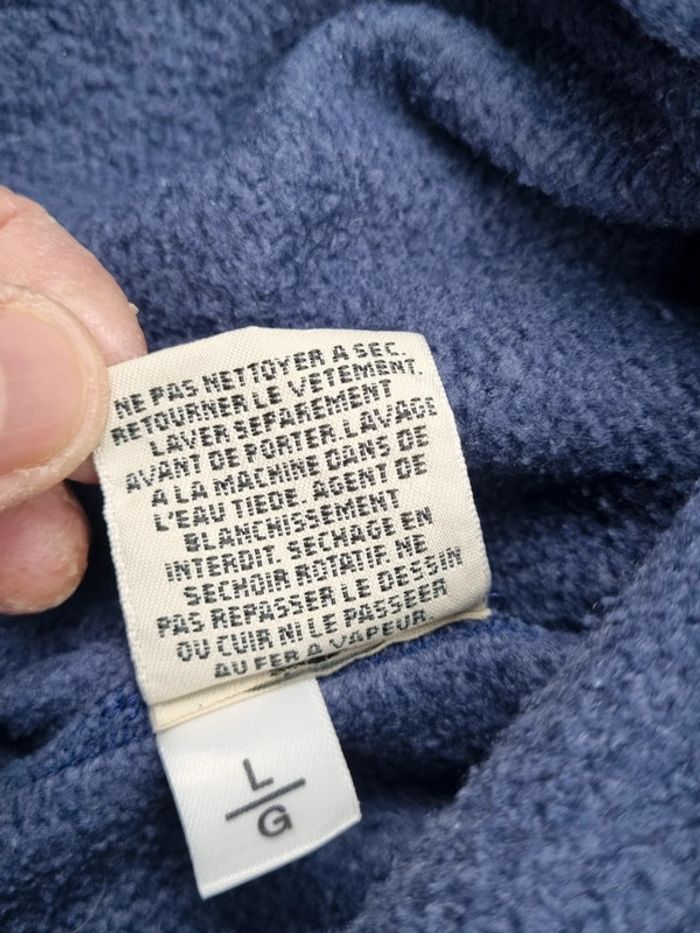 NE PAS NETTOYER A SEC.
RETOURNER LE VETEMENT.
LAVER SEPAREMENT
AVANT DE PORTER. LAVAGE
A LA MACHINE DANS DE
L'EAU TIEDE. AGENT DE
BLANCHISSEMENT
INTERDIT. SECHAGE EN
SECHOIR ROTATIF. NE
PAS REPASSER LE DESSIN
OU CUIR NI LE PASSEER
AU FER A VAPEUR.
L
G